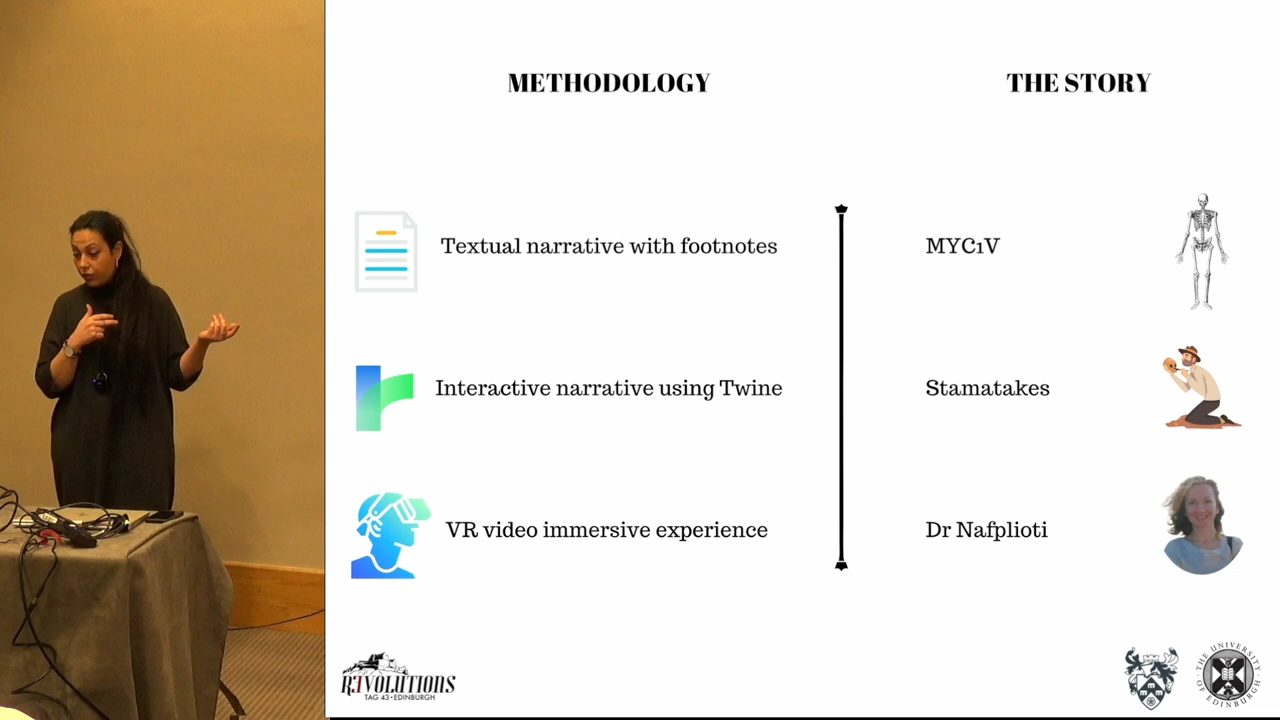 METHODOLOGY
THE STORY
Textual narrative with footnotes
MYC1V
Interactive narrative using Twine
Stamatakes
VR video immersive experience
Dr Nafplioti
REVOLUTIONS
TAG 43 • EDINBURGH
THE UNIVERSITY OF EDINBURGH